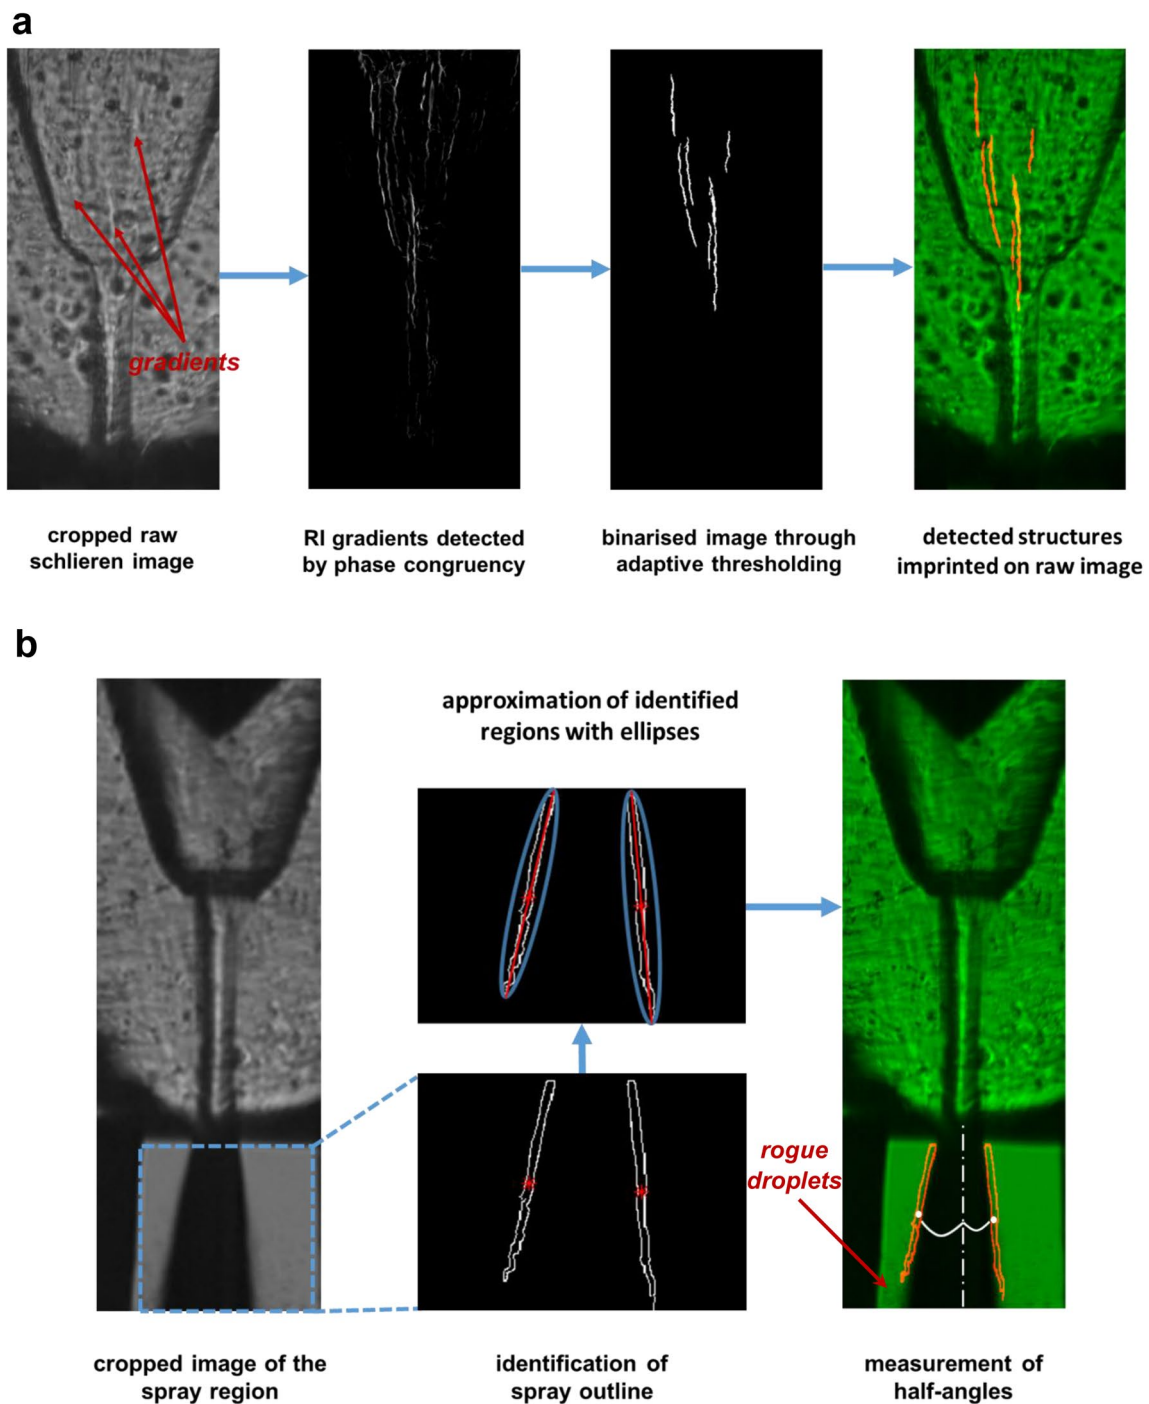 a
gradients
cropped raw
schlieren image
RI gradients detected
by phase congruency
binarised image through
adaptive thresholding
detected structures
imprinted on raw image
b
approximation of identified
regions with ellipses
rogue
droplets
cropped image of the
spray region
identification of
spray outline
measurement of
half-angles